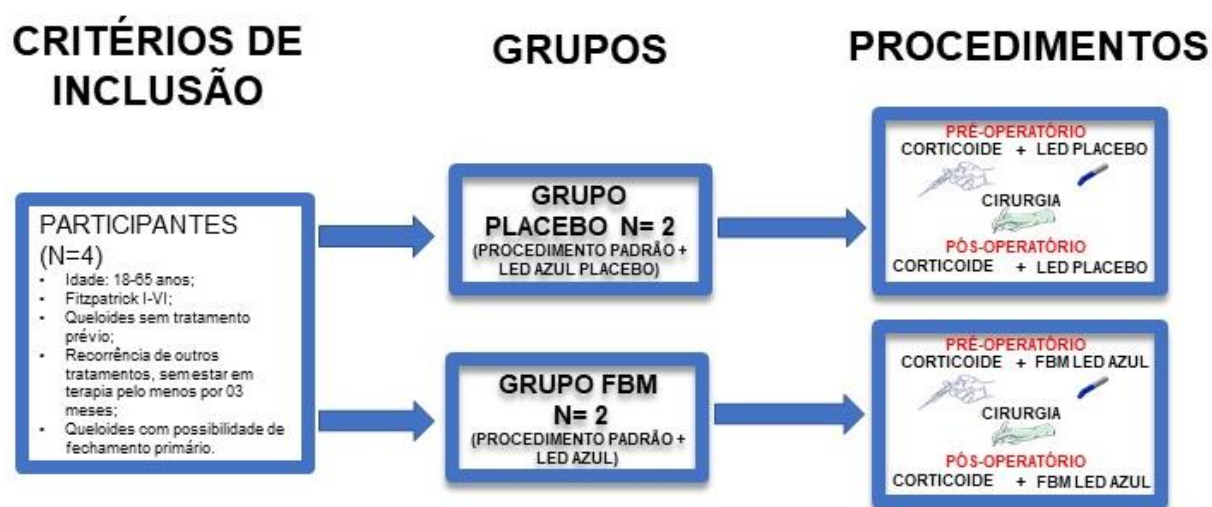 CRITÉRIOS DE
INCLUSÃO
GRUPOS
PROCEDIMENTOS
PARTICIPANTES
(N=4)
• Idade: 18-65 anos;
• Fitzpatrick I-VI;
• Queloides sem tratamento
prévio;
• Recorrência de outros
tratamentos, sem estar em
terapia pelo menos por 03
meses;
• Queloides com possibilidade de
fechamento primário.
GRUPO
PLACEBO N= 2
(PROCEDIMENTO PADRÃO +
LED AZUL PLACEBO)
GRUPO FBM
N= 2
(PROCEDIMENTO PADRÃO +
LED AZUL)
PRÉ-OPERATÓRIO
CORTICOIDE + LED PLACEBO
CIRURGIA
PÓS-OPERATÓRIO
CORTICOIDE + LED PLACEBO
PRÉ-OPERATÓRIO
CORTICOIDE + FBM LED AZUL
CIRURGIA
PÓS-OPERATÓRIO
CORTICOIDE + FBM LED AZUL